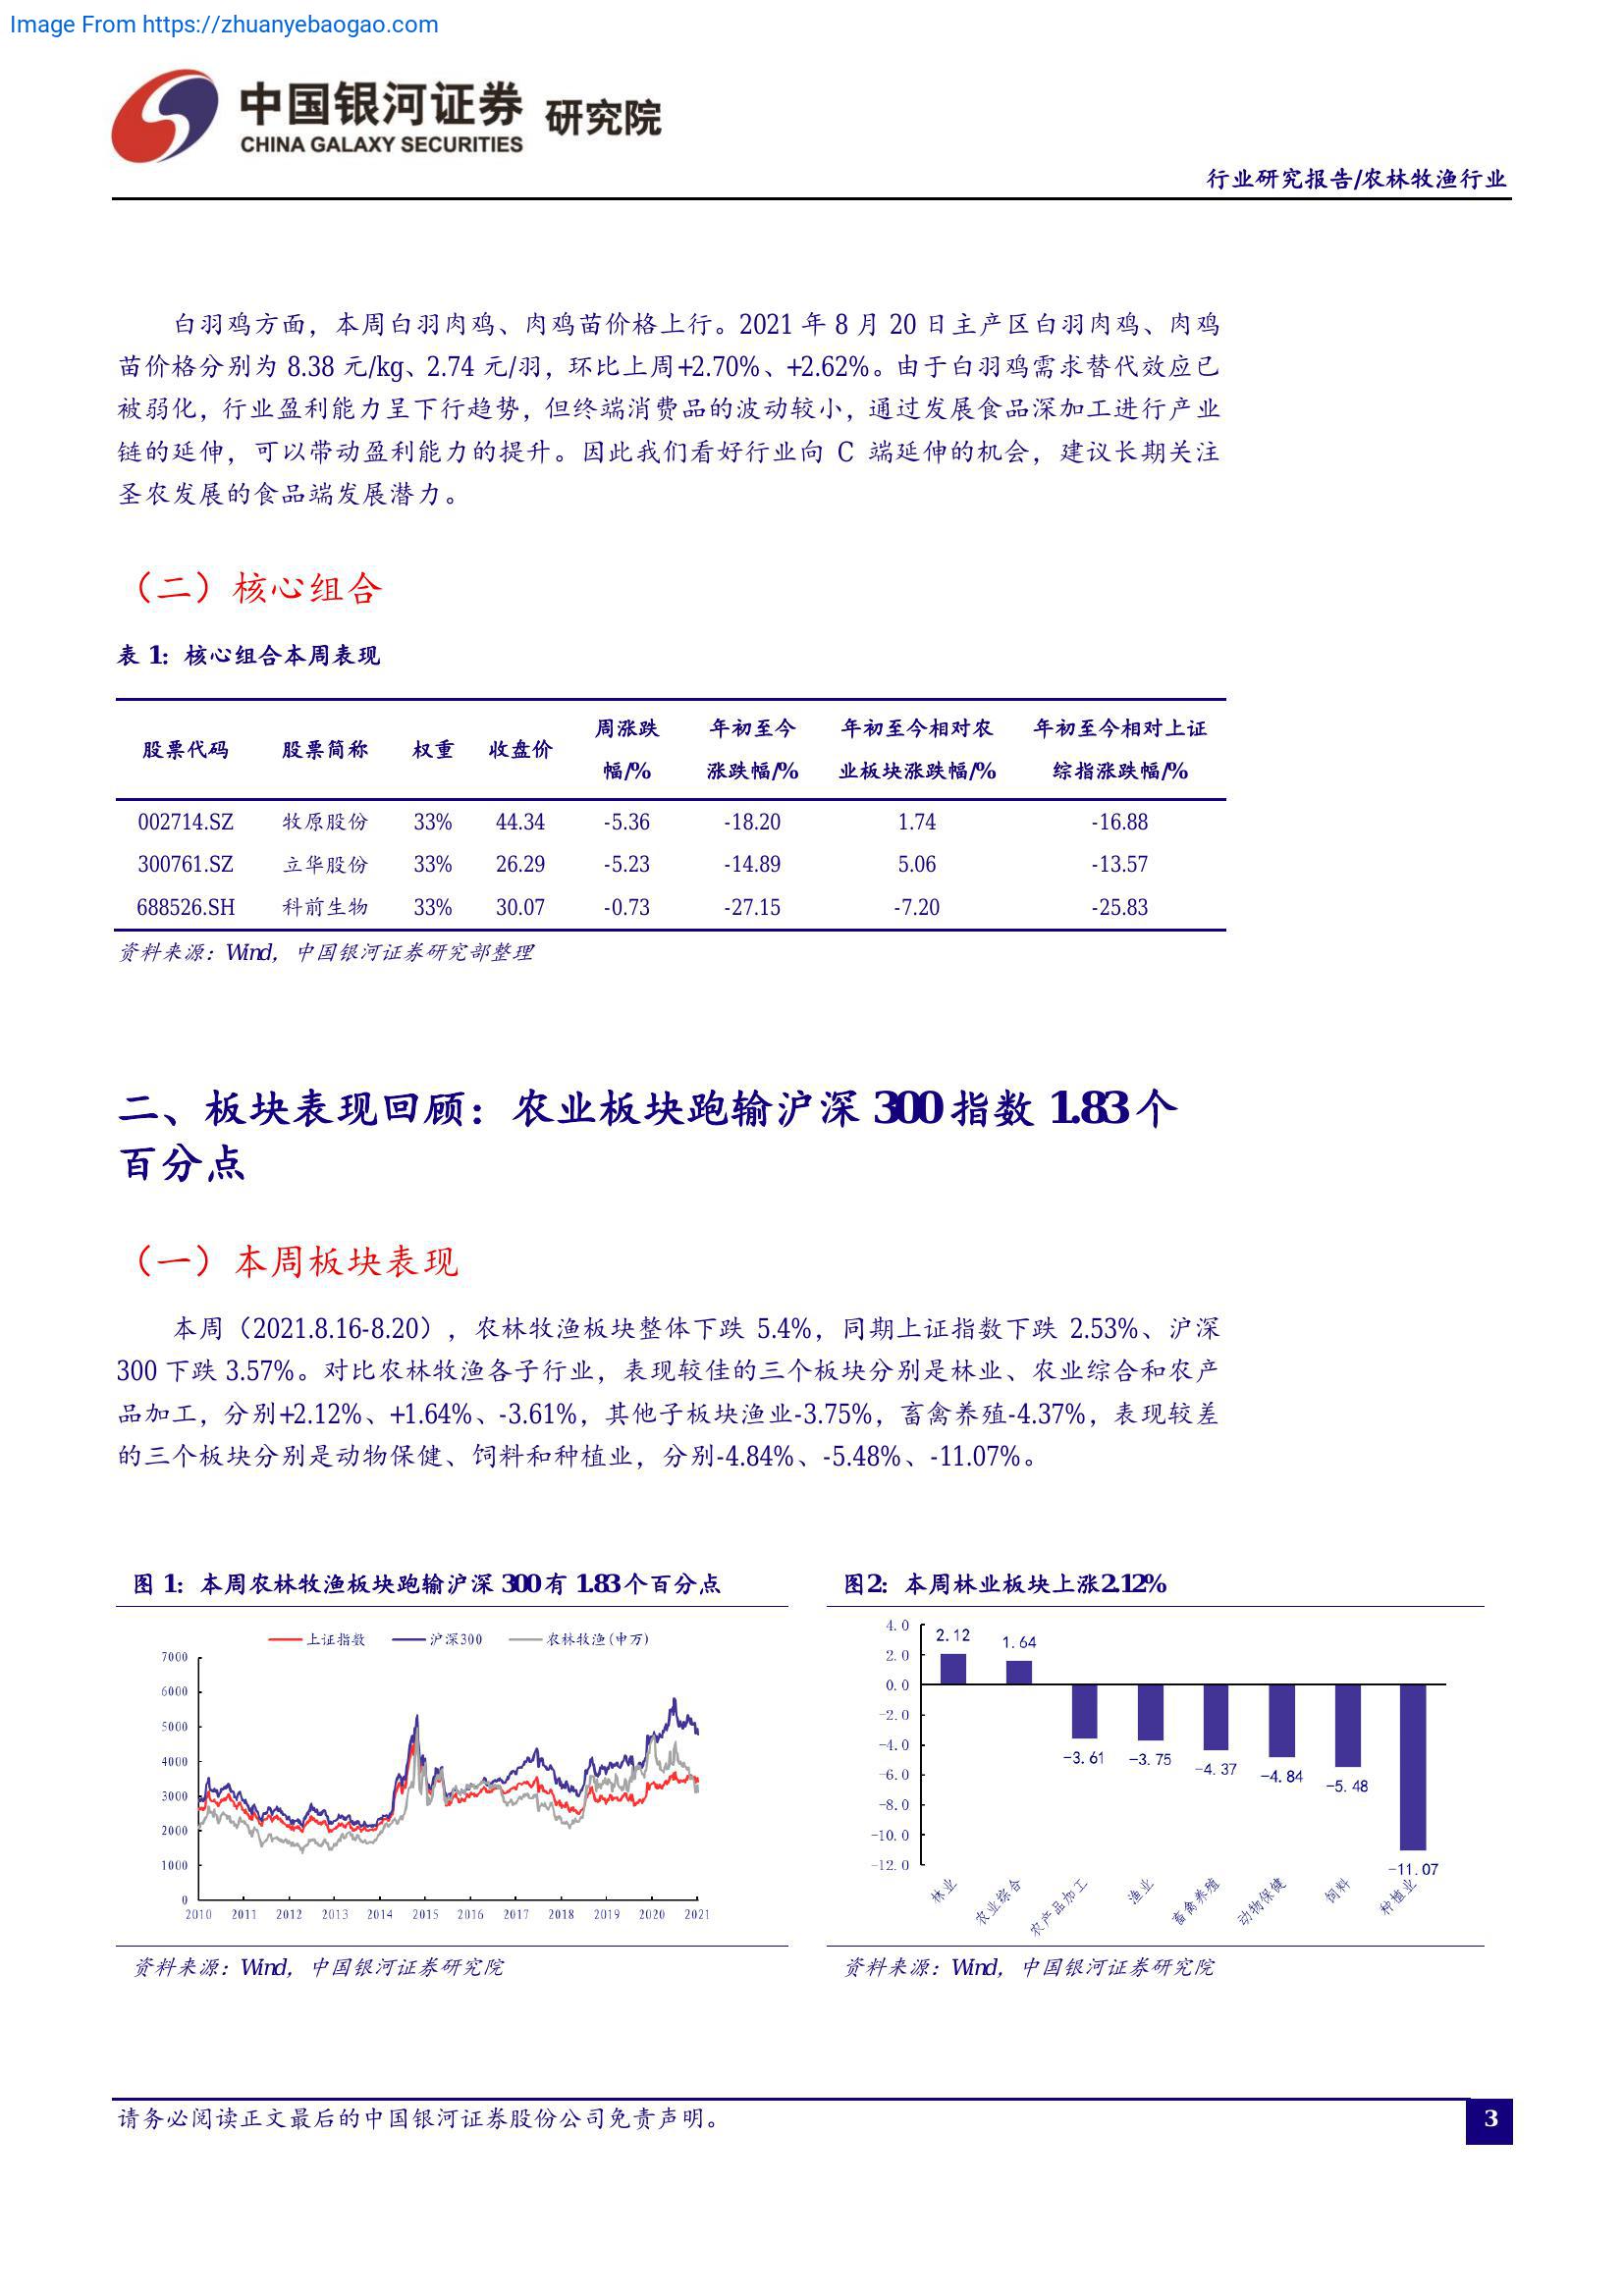 Image From https://zhuanyebaogao.com
中国银河证券 研究院
CHINA GALAXY SECURITIES
行业研究报告/农林牧渔行业
白羽鸡方面，本周白羽肉鸡、肉鸡苗价格上行。2021 年 8 月 20 日主产区白羽肉鸡、肉鸡
苗价格分别为 8.38 元/kg、2.74 元/羽，环比上周+2.70%、+2.62%。由于白羽鸡需求替代效应已
被弱化，行业盈利能力呈下行趋势，但终端消费品的波动较小，通过发展食品深加工进行产业
链的延伸，可以带动盈利能力的提升。因此我们看好行业向 C 端延伸的机会，建议长期关注
圣农发展的食品端发展潜力。
（二）核心组合
表 1：核心组合本周表现
股票代码 股票简称 权重 收盘价 周涨跌幅/% 年初至今涨跌幅/% 年初至今相对农业板块涨跌幅/% 年初至今相对上证综指涨跌幅/%
002714.SZ 牧原股份 33% 44.34 -5.36 -18.20 1.74 -16.88
300761.SZ 立华股份 33% 26.29 -5.23 -14.89 5.06 -13.57
688526.SH 科前生物 33% 30.07 -0.73 -27.15 -7.20 -25.83
资料来源：Wind，中国银河证券研究部整理
二、板块表现回顾：农业板块跑输沪深 300 指数 1.83 个
百分点
（一）本周板块表现
本周（2021.8.16-8.20），农林牧渔板块整体下跌 5.4%，同期上证指数下跌 2.53%、沪深
300 下跌 3.57%。对比农林牧渔各子行业，表现较佳的三个板块分别是林业、农业综合和农产
品加工，分别+2.12%、+1.64%、-3.61%，其他子板块渔业-3.75%，畜禽养殖-4.37%，表现较差
的三个板块分别是动物保健、饲料和种植业，分别-4.84%、-5.48%、-11.07%。
图 1：本周农林牧渔板块跑输沪深 300 有 1.83 个百分点
上证指数 沪深300 农林牧渔(申万)
7000
6000
5000
4000
3000
2000
1000
0
2010 2011 2012 2013 2014 2015 2016 2017 2018 2019 2020 2021
资料来源：Wind，中国银河证券研究院
图2：本周林业板块上涨2.12%
4.0
2.0
0.0
-2.0
-4.0
-6.0
-8.0
-10.0
-12.0
2.12 1.64 -3.61 -3.75 -4.37 -4.84 -5.48 -11.07
林业 农业综合 农产品加工 渔业 畜禽养殖 动物保健 饲料 种植业
资料来源：Wind，中国银河证券研究院
请务必阅读正文最后的中国银河证券股份公司免责声明。
3